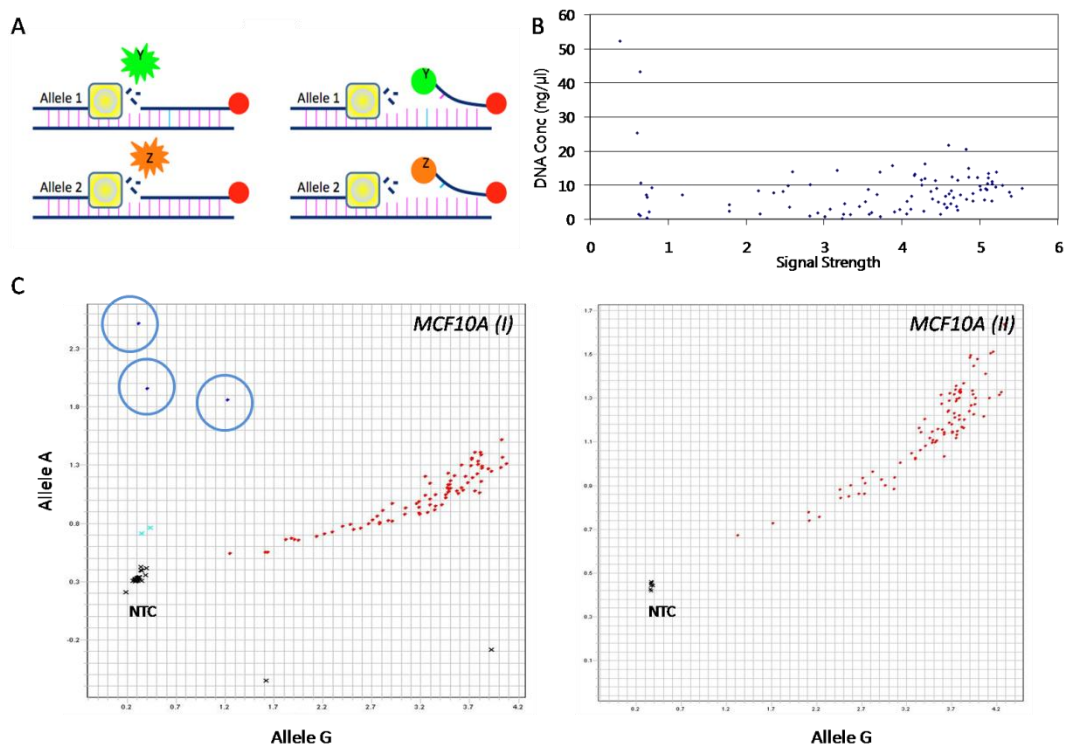 A
Y
Allele 1
Z
Allele 2
Y
Allele 1
Z
Allele 2
B
DNA Conc (ng/µl)
60
50
40
30
20
10
0
0 1 2 3 4 5 6
Signal Strength
C
MCF10A (I)
Allele A
2.3
1.8
1.3
0.8
0.3
-0.2
NTC
0.2 0.7 1.2 1.7 2.2 2.7 3.2 3.7 4.2
Allele G
MCF10A (II)
1.7
1.5
1.3
1.1
0.9
0.7
0.5
0.3
0.1
NTC
0.2 0.7 1.2 1.7 2.2 2.7 3.2 3.7 4.2
Allele G